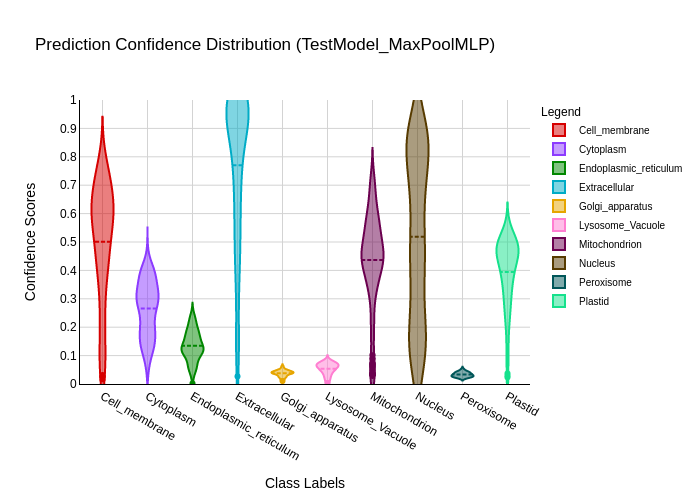 Prediction Confidence Distribution (TestModel_MaxPoolMLP)
Legend
Cell_membrane
Cytoplasm
Endoplasmic_reticulum
Extracellular
Golgi_apparatus
Lysosome_Vacuole
Mitochondrion
Nucleus
Peroxisome
Plastid
Confidence Scores
1
0.9
0.8
0.7
0.6
0.5
0.4
0.3
0.2
0.1
0
Cell_membrane
Cytoplasm
Endoplasmic_reticulum
Extracellular
Golgi_apparatus
Lysosome_Vacuole
Mitochondrion
Nucleus
Peroxisome
Plastid
Class Labels